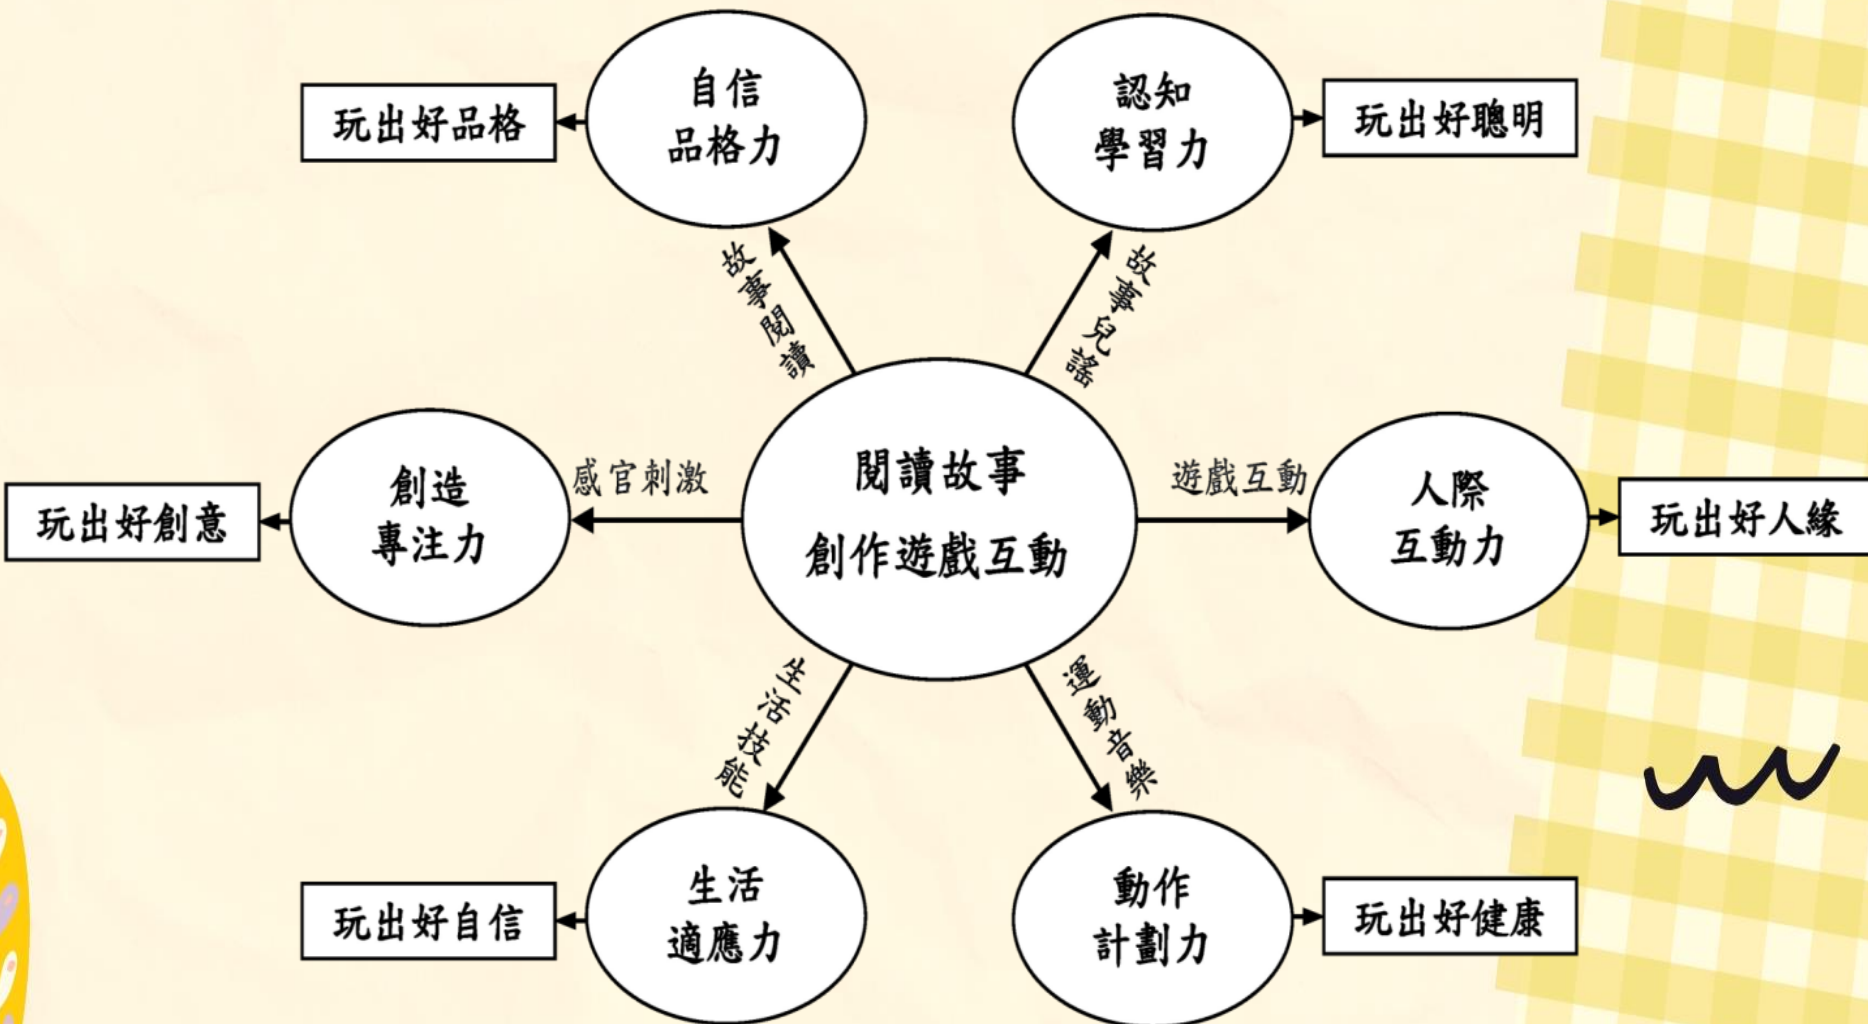 自信
品格力
玩出好品格
認知
學習力
玩出好聰明
故事閱讀
故事兒謠
創造
專注力
玩出好創意
感官刺激
閱讀故事
創作遊戲互動
遊戲互動
人際
互動力
玩出好人緣
生活技能
運動音樂
生活
適應力
玩出好自信
動作
計劃力
玩出好健康